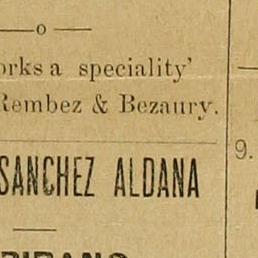 — o —
orks a speciality'
Rembez & Bezaury.
SANCHEZ ALDANA
9.